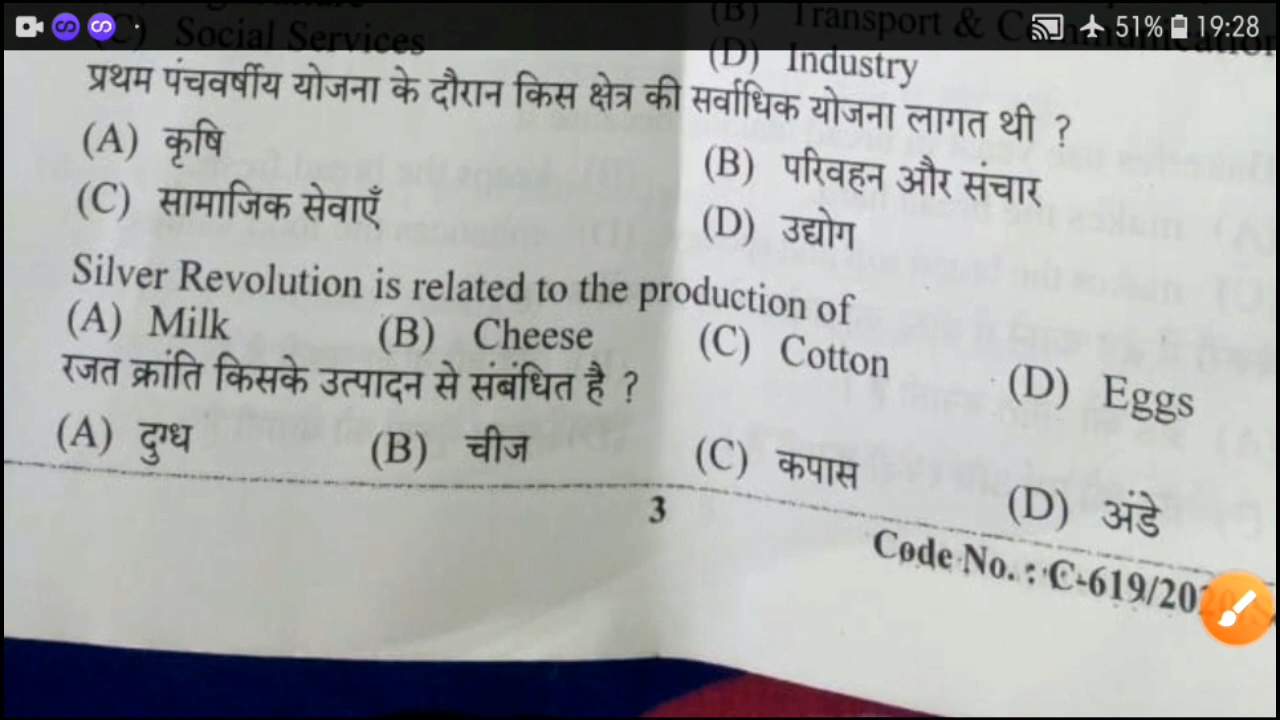 51% 19:28
(B) Transport & Communication
(C) Social Services
(D) Industry
प्रथम पंचवर्षीय योजना के दौरान किस क्षेत्र की सर्वाधिक योजना लागत थी ?
(A) कृषि (B) परिवहन और संचार
(C) सामाजिक सेवाएँ (D) उद्योग
Silver Revolution is related to the production of
(A) Milk (B) Cheese (C) Cotton (D) Eggs
रजत क्रांति किसके उत्पादन से संबंधित है ?
(A) दुग्ध (B) चीज (C) कपास (D) अंडे
3
Code No. : C-619/20